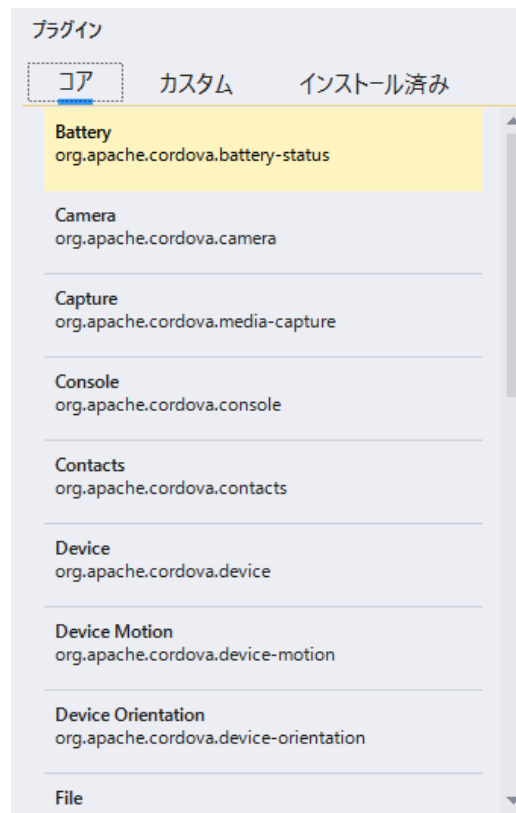 プラグイン
コア カスタム インストール済み
Battery
org.apache.cordova.battery-status
Camera
org.apache.cordova.camera
Capture
org.apache.cordova.media-capture
Console
org.apache.cordova.console
Contacts
org.apache.cordova.contacts
Device
org.apache.cordova.device
Device Motion
org.apache.cordova.device-motion
Device Orientation
org.apache.cordova.device-orientation
File